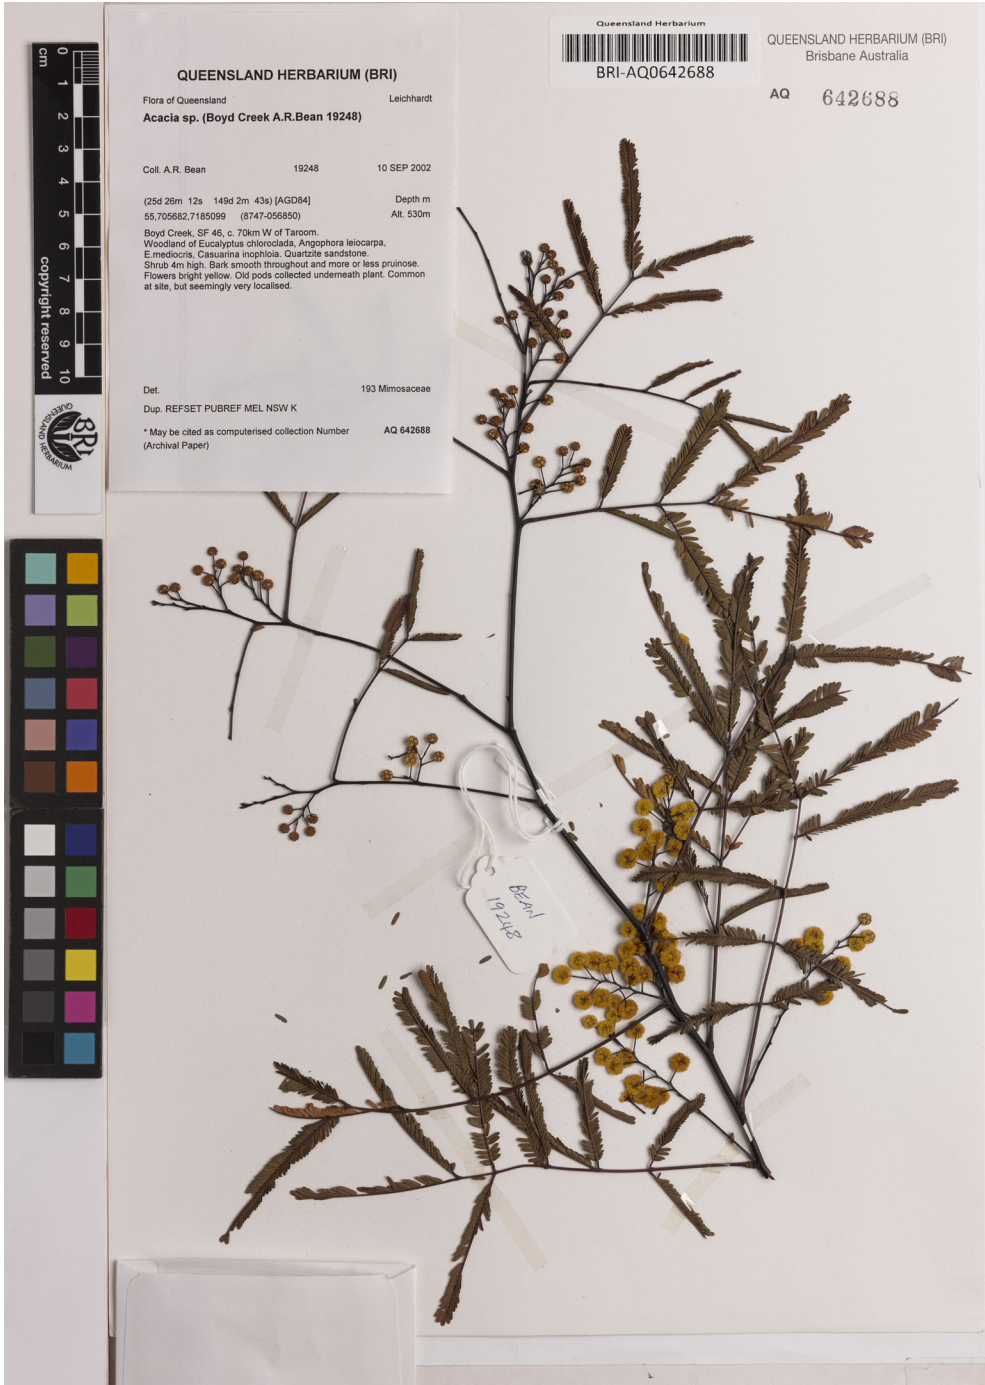 Queensland Herbarium
BRI-AQ0642688
QUEENSLAND HERBARIUM (BRI)
Brisbane Australia
AQ 642688
cm
0
1
2
3
4
5
6
7
8
9
10
copyright reserved
BRI
QUEENSLAND HERBARIUM
QUEENSLAND HERBARIUM (BRI)
Flora of Queensland Leichhardt
Acacia sp. (Boyd Creek A.R.Bean 19248)
Coll. A.R. Bean 19248 10 SEP 2002
(25d 26m 12s 149d 2m 43s) [AGD84] Depth m
55,705682,7185099 (8747-056850) Alt. 530m
Boyd Creek, SF 46, c. 70km W of Taroom.
Woodland of Eucalyptus chloroclada, Angophora leiocarpa,
E.mediocris, Casuarina inophloia. Quartzite sandstone.
Shrub 4m high. Bark smooth throughout and more or less pruinose.
Flowers bright yellow. Old pods collected underneath plant. Common
at site, but seemingly very localised.
Det. 193 Mimosaceae
Dup. REFSET PUBREF MEL NSW K
* May be cited as computerised collection Number AQ 642688
(Archival Paper)
BEAN
19248